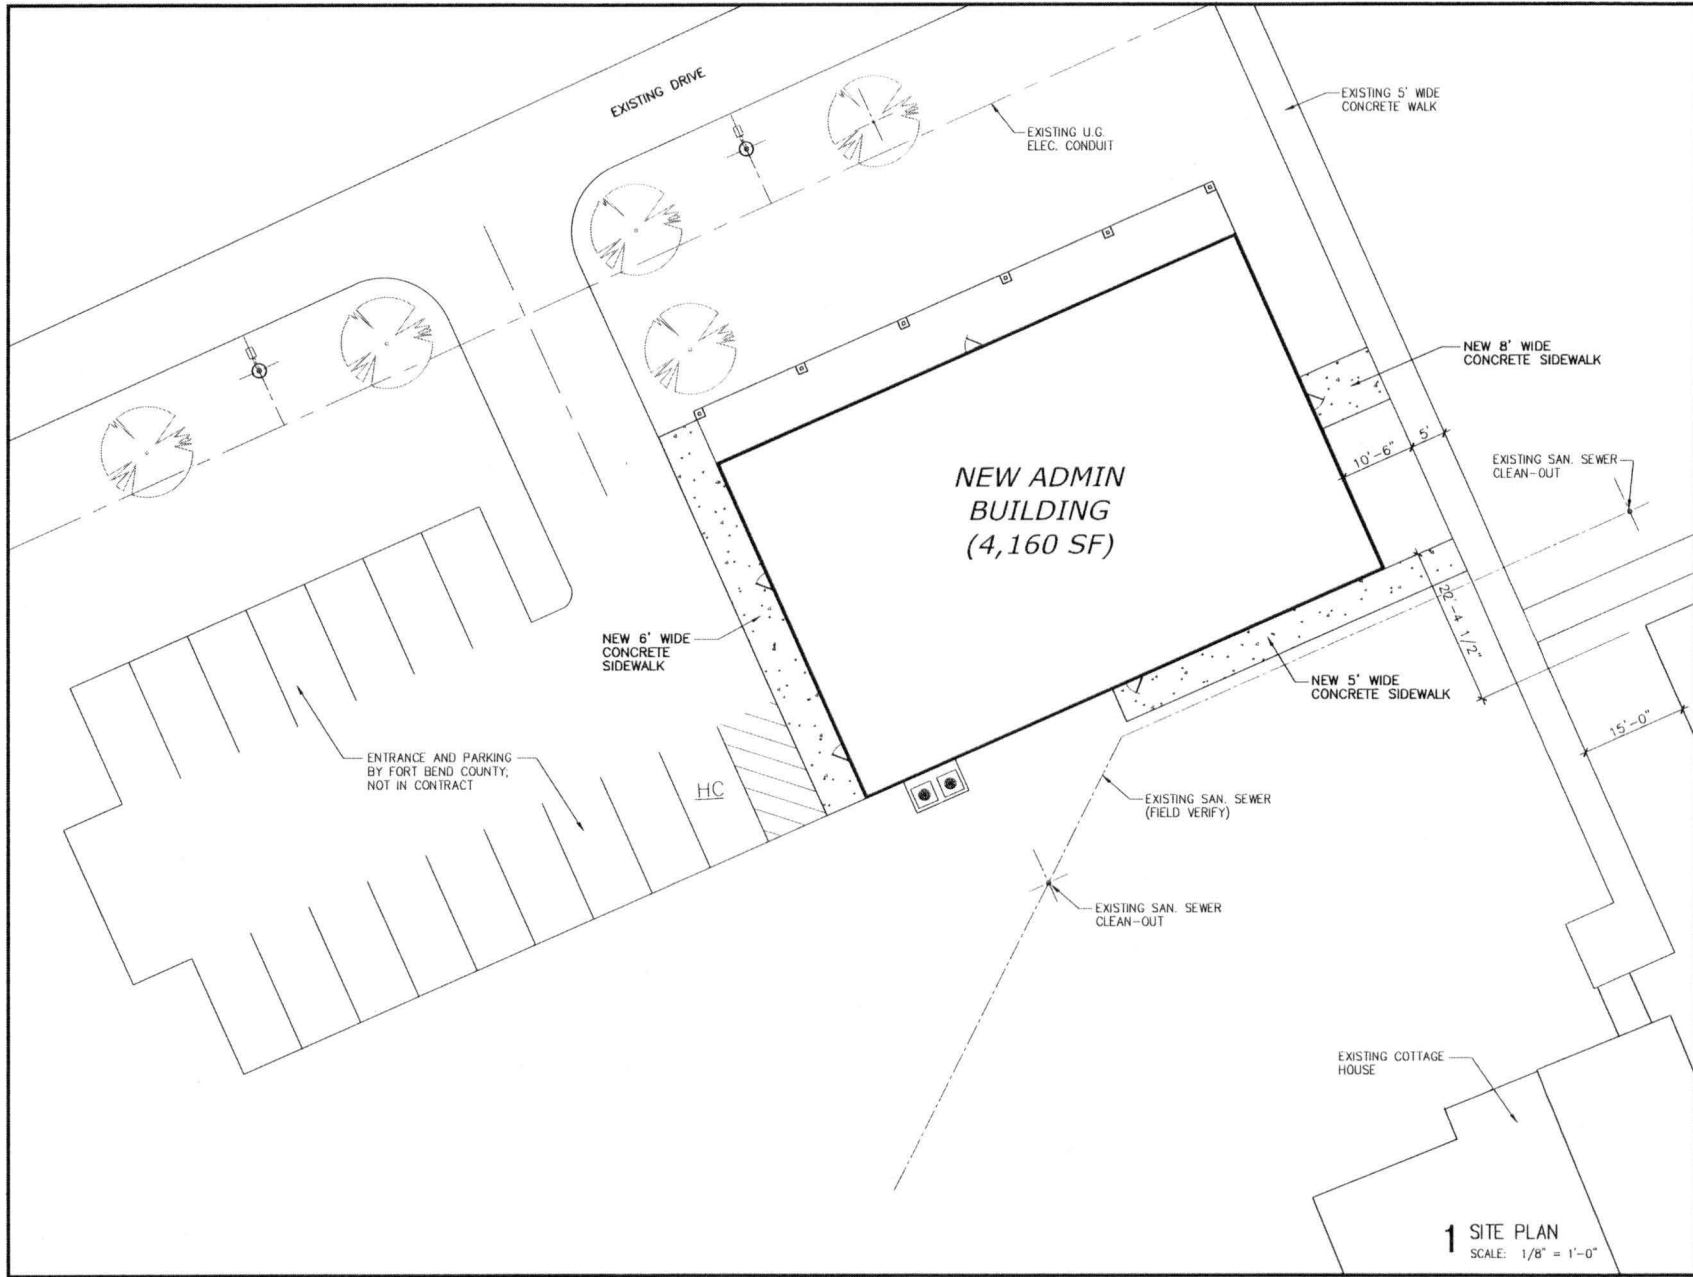 EXISTING DRIVE
EXISTING 5' WIDE
CONCRETE WALK
EXISTING U.G.
ELEC. CONDUIT
NEW 8' WIDE
CONCRETE SIDEWALK
5'
10'-6"
EXISTING SAN. SEWER
CLEAN-OUT
NEW ADMIN
BUILDING
(4,160 SF)
22'-4 1/2"
NEW 6' WIDE
CONCRETE
SIDEWALK
NEW 5' WIDE
CONCRETE SIDEWALK
15'-0"
ENTRANCE AND PARKING
BY FORT BEND COUNTY;
NOT IN CONTRACT
HC
EXISTING SAN. SEWER
(FIELD VERIFY)
EXISTING SAN. SEWER
CLEAN-OUT
EXISTING COTTAGE
HOUSE
1 SITE PLAN
SCALE: 1/8" = 1'-0"